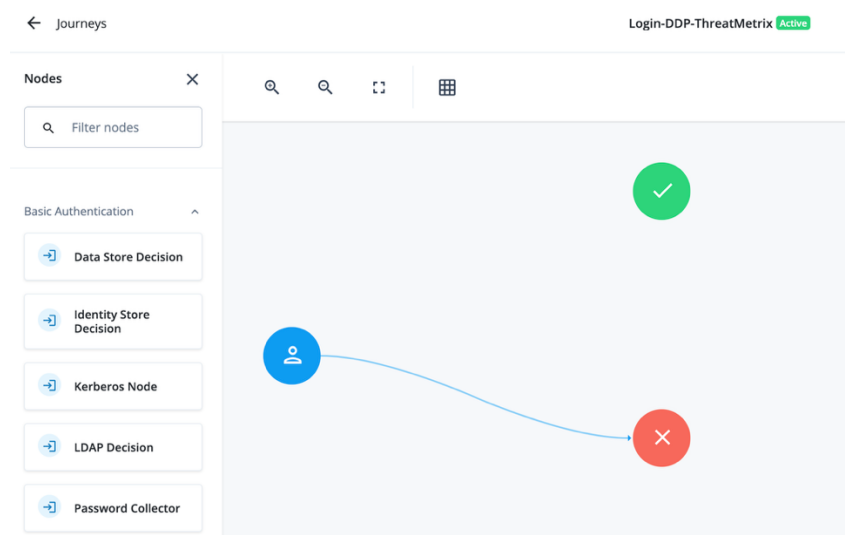 Journeys
Login-DDP-ThreatMetrix Active
Nodes
Filter nodes
Basic Authentication
Data Store Decision
Identity Store
Decision
Kerberos Node
LDAP Decision
Password Collector